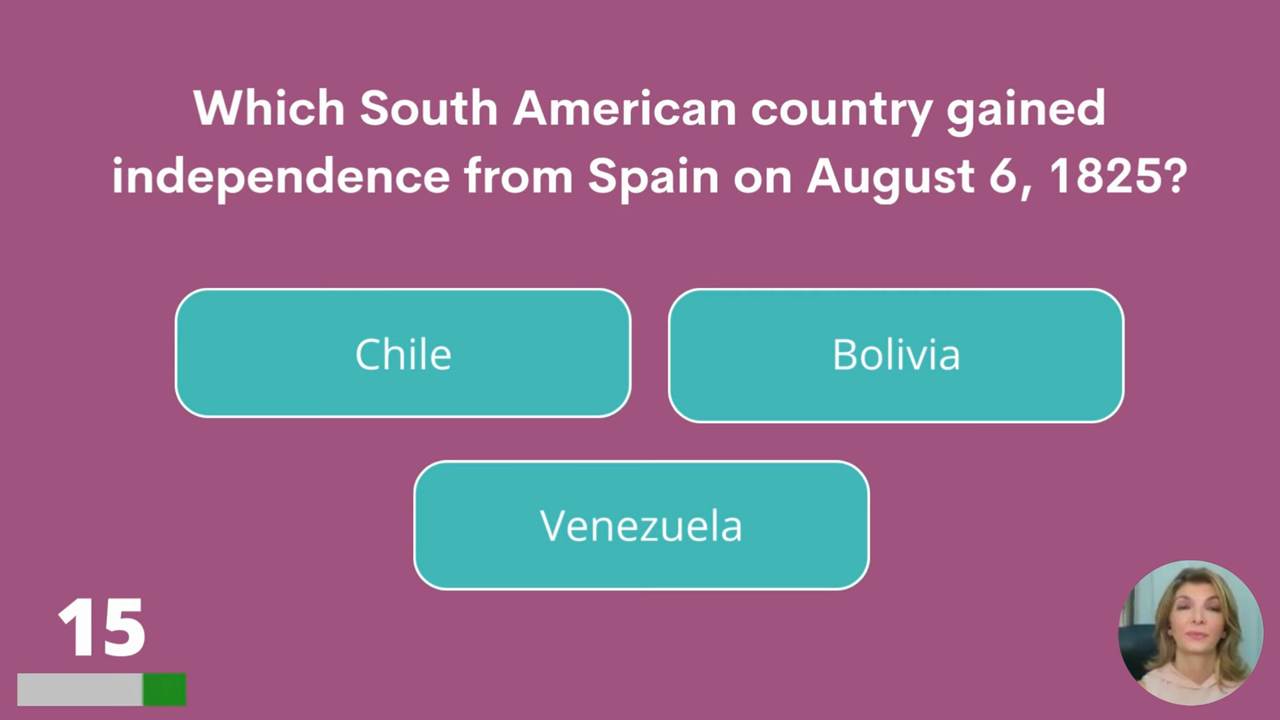 Which South American country gained
independence from Spain on August 6, 1825?
Chile
Bolivia
Venezuela
15